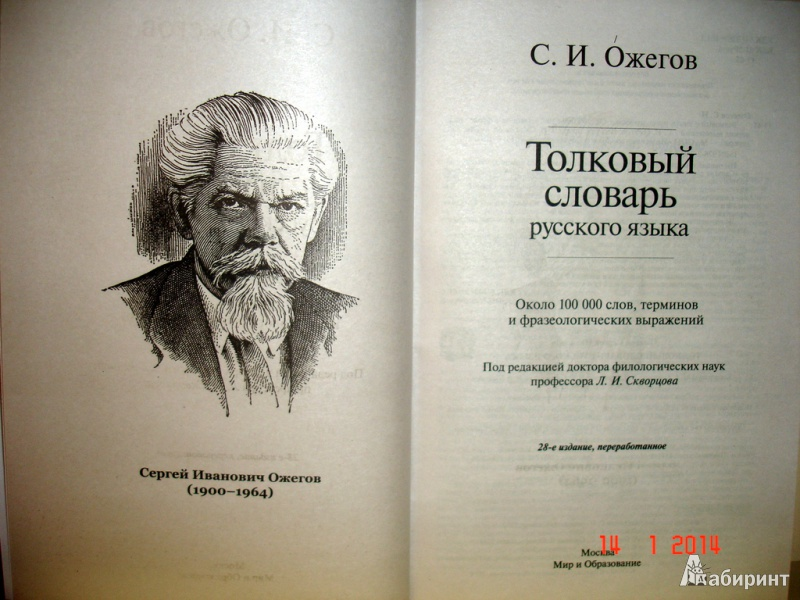 Сергей Иванович Ожегов
(1900–1964)
С. И. Ожегов
Толковый
словарь
русского языка
Около 100 000 слов, терминов
и фразеологических выражений
Под редакцией доктора филологических наук
профессора Л. И. Скворцова
28-е издание, переработанное
Москва
Мир и Образование
14 1 2014
Лабиринт